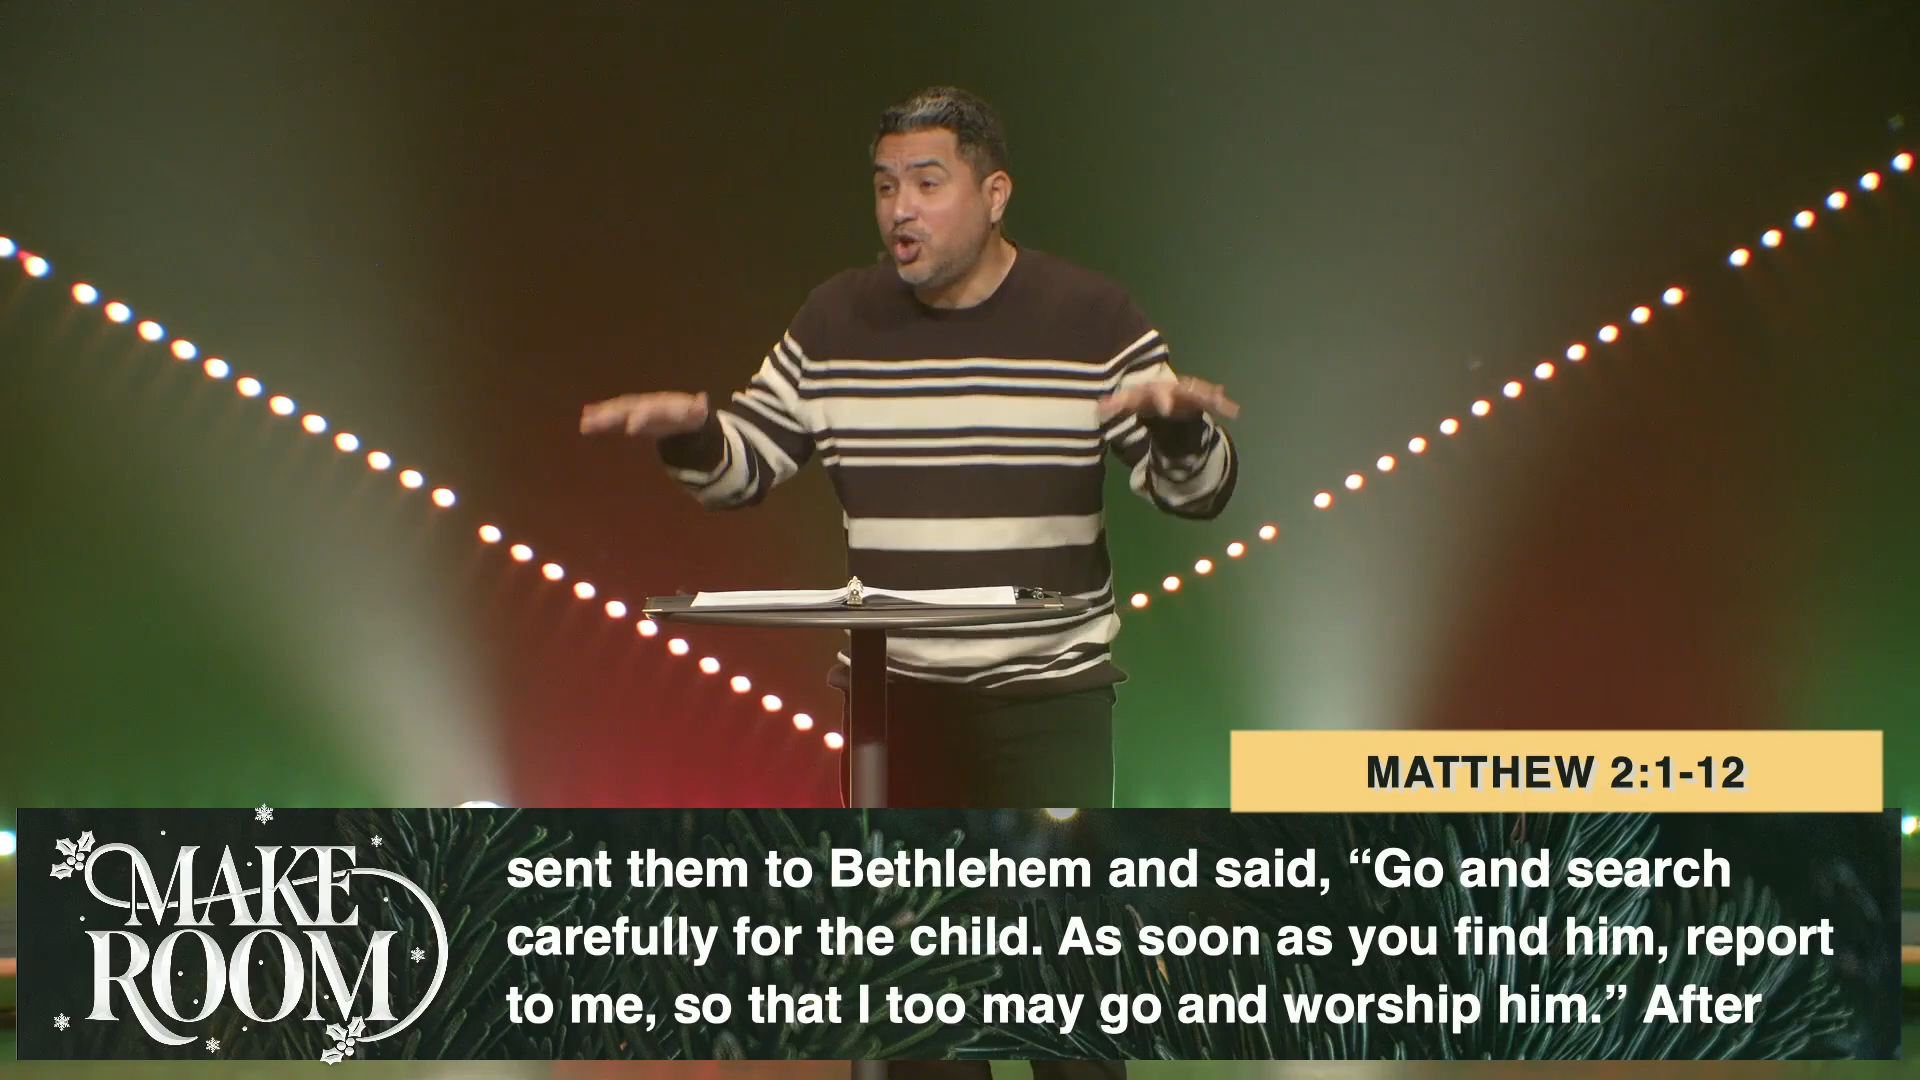 MATTHEW 2:1-12
MAKE
ROOM
sent them to Bethlehem and said, “Go and search
carefully for the child. As soon as you find him, report
to me, so that I too may go and worship him.” After